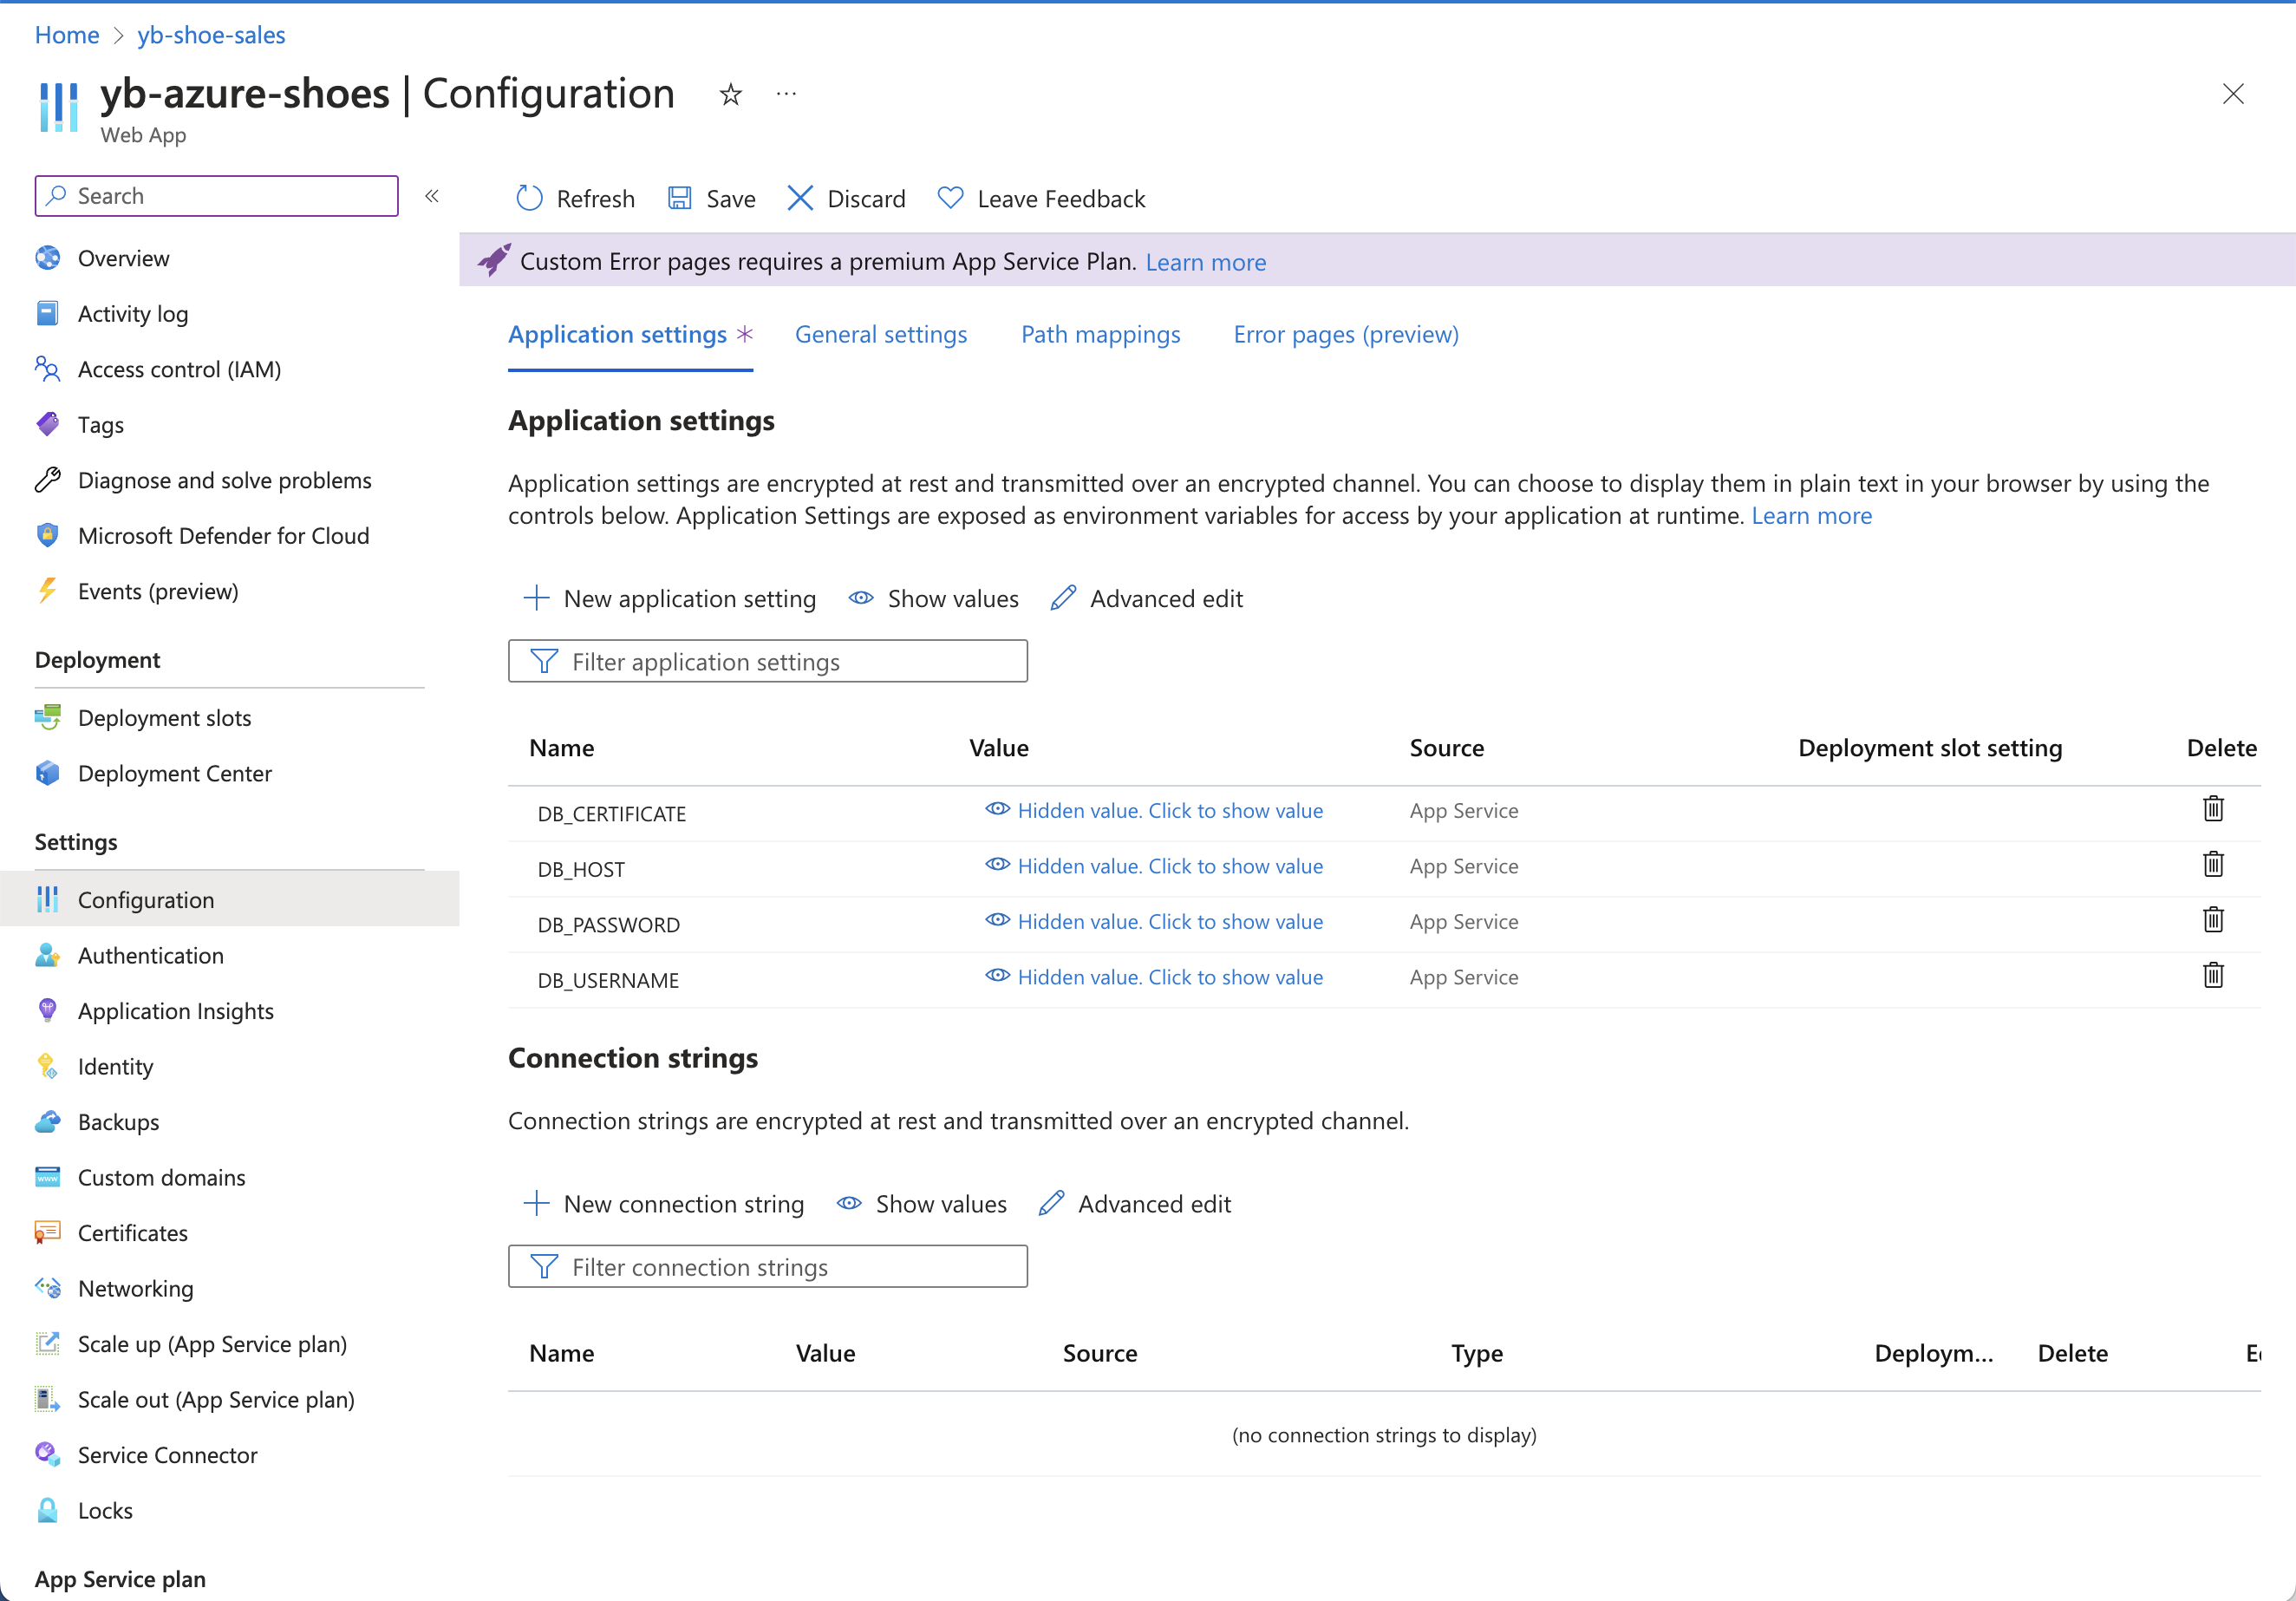 Home > yb-shoe-sales
yb-azure-shoes | Configuration
Web App
Search
Overview
Activity log
Access control (IAM)
Tags
Diagnose and solve problems
Microsoft Defender for Cloud
Events (preview)
Deployment
Deployment slots
Deployment Center
Settings
Configuration
Authentication
Application Insights
Identity
Backups
Custom domains
Certificates
Networking
Scale up (App Service plan)
Scale out (App Service plan)
Service Connector
Locks
App Service plan
Refresh Save Discard Leave Feedback
Custom Error pages requires a premium App Service Plan. Learn more
Application settings * General settings Path mappings Error pages (preview)
Application settings
Application settings are encrypted at rest and transmitted over an encrypted channel. You can choose to display them in plain text in your browser by using the
controls below. Application Settings are exposed as environment variables for access by your application at runtime. Learn more
New application setting Show values Advanced edit
Filter application settings
Name Value Source Deployment slot setting Delete
DB_CERTIFICATE Hidden value. Click to show value App Service
DB_HOST Hidden value. Click to show value App Service
DB_PASSWORD Hidden value. Click to show value App Service
DB_USERNAME Hidden value. Click to show value App Service
Connection strings
Connection strings are encrypted at rest and transmitted over an encrypted channel.
New connection string Show values Advanced edit
Filter connection strings
Name Value Source Type Deploym... Delete
(no connection strings to display)